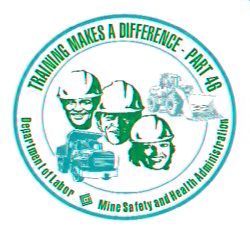 TRAINING MAKES A DIFFERENCE - PART 46
Department of Labor
Mine Safety and Health Administration